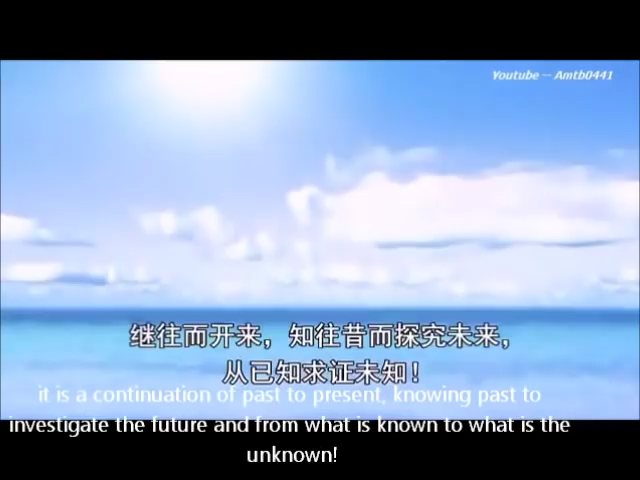 Youtube – Amtb0441
继往而开来，知往昔而探究未来，
从已知求证未知！
it is a continuation of past to present, knowing past to
investigate the future and from what is known to what is the
unknown!